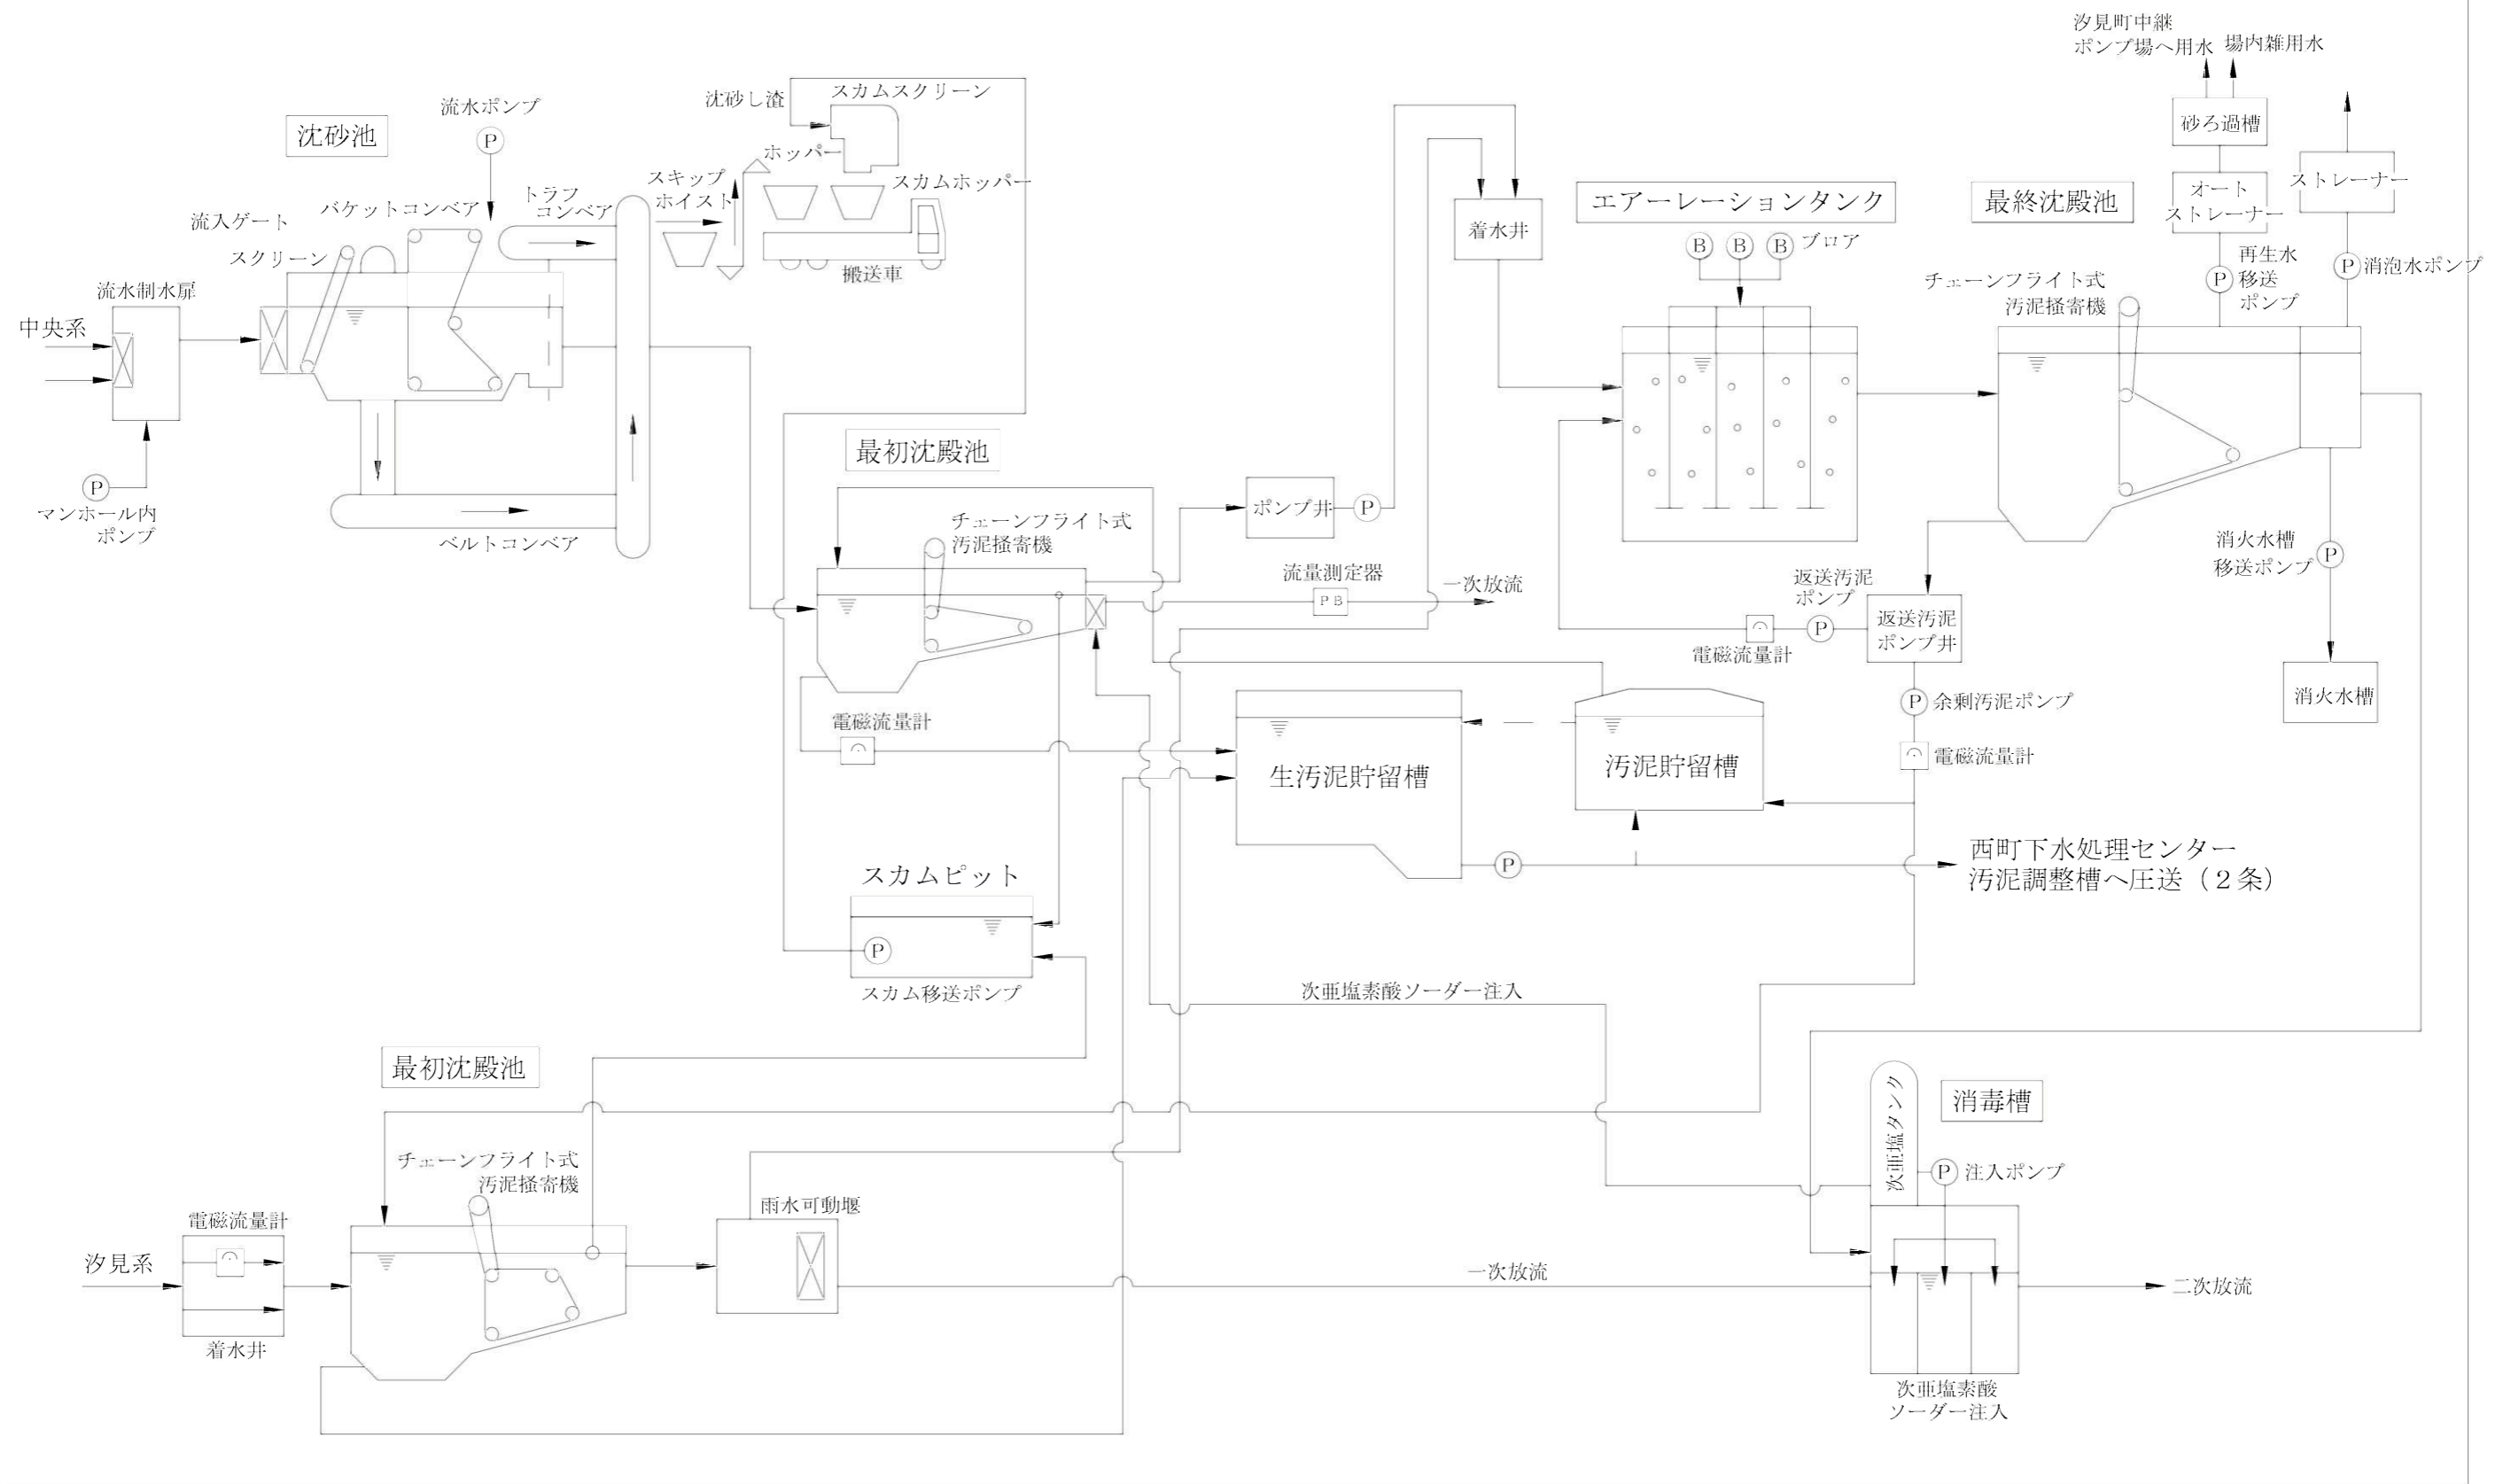 汐見町中継
ポンプ場へ用水
場内雑用水
流水ポンプ
沈砂し渣
スカムスクリーン
沈砂池
P
砂ろ過槽
ホッパー
スキップ
ホイスト
スカムホッパー
トラフ
コンベア
バケットコンベア
流入ゲート
スクリーン
搬送車
着水井
エアーレーションタンク
B
B
B
ブロア
最終沈殿池
オート
ストレーナー
ストレーナー
再生水
移送
ポンプ
P
P
消泡水ポンプ
チェーンフライト式
汚泥掻寄機
流水制水扉
中央系
P
マンホール内
ポンプ
ベルトコンベア
最初沈殿池
チェーンフライト式
汚泥掻寄機
ポンプ井
P
流量測定器
PB
一次放流
返送汚泥
ポンプ
P
電磁流量計
返送汚泥
ポンプ井
消火水槽
移送ポンプ
P
消火水槽
P
余剰汚泥ポンプ
電磁流量計
電磁流量計
生汚泥貯留槽
汚泥貯留槽
P
西町下水処理センター
汚泥調整槽へ圧送（２条）
スカムピット
P
スカム移送ポンプ
次亜塩素酸ソーダー注入
最初沈殿池
チェーンフライト式
汚泥掻寄機
電磁流量計
汐見系
着水井
雨水可動堰
一次放流
次亜塩タンク
消毒槽
P
注入ポンプ
二次放流
次亜塩素酸
ソーダー注入